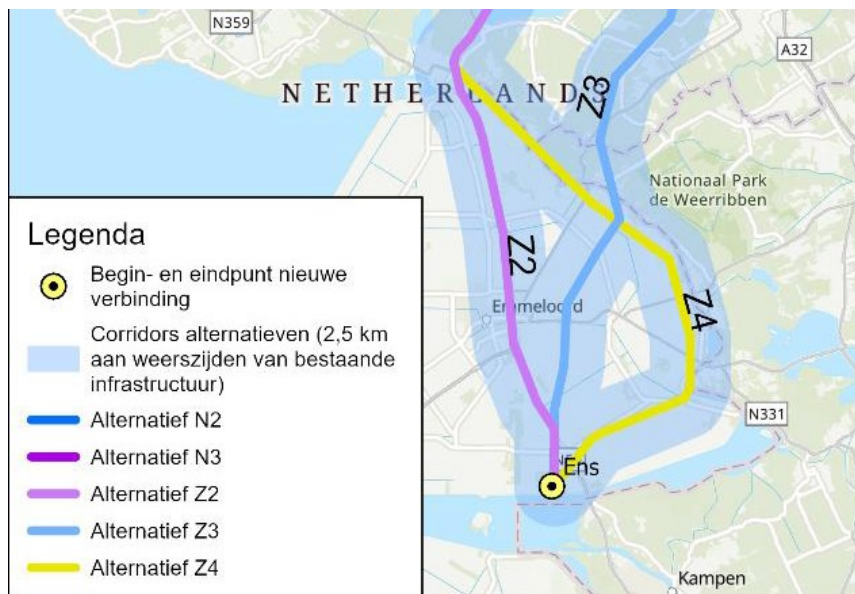 N359
A32
NETHERLANDS
Z3
Nationaal Park
de Weerribben
Z2
Emmeloord
Z4
N331
Ens
Kampen
Legenda
Begin- en eindpunt nieuwe
verbinding
Corridors alternatieven (2,5 km
aan weerszijden van bestaande
infrastructuur)
Alternatief N2
Alternatief N3
Alternatief Z2
Alternatief Z3
Alternatief Z4